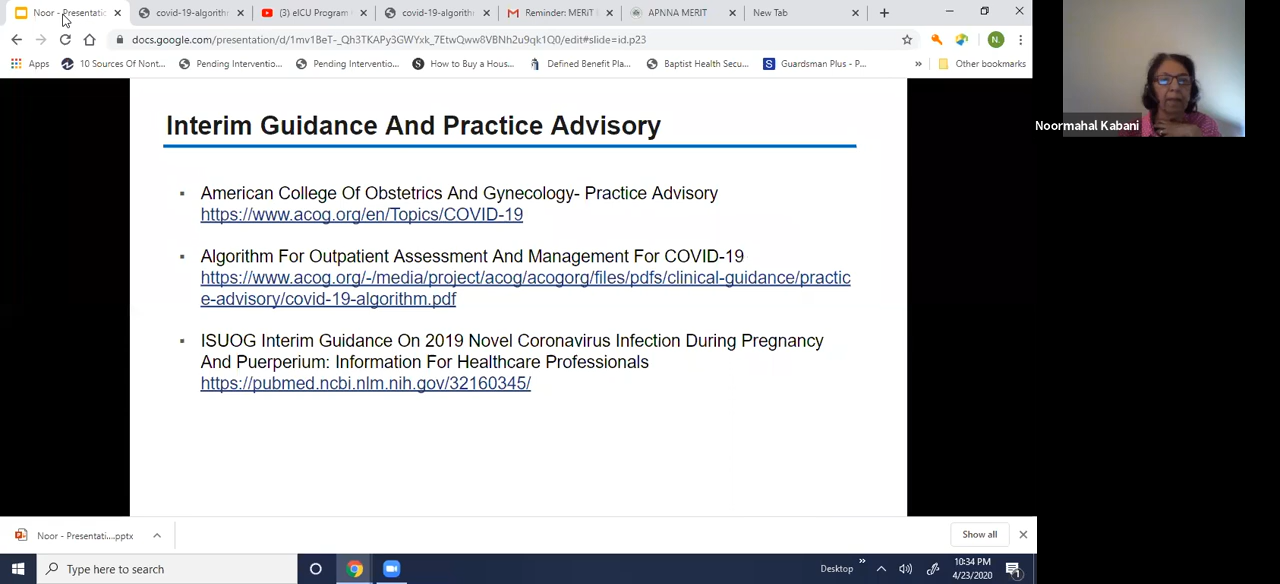 Noor - Presentatic
covid-19-algorith
(3) eICU Program
covid-19-algorith
Reminder: MERiT
APNNA MERIT
New Tab
docs.google.com/presentation/d/1mv1BeT-_Qh3TKAPy3GWYxk_7EtwQww8VBNh2u9qk1Q0/edit#slide=id.p23
N
Apps
10 Sources Of Nont...
Pending Interventio...
Pending Interventio...
How to Buy a Hous...
Defined Benefit Pla...
Baptist Health Secu...
Guardsman Plus - P...
»
Other bookmarks
Noormahal Kabani
Interim Guidance And Practice Advisory
▪ American College Of Obstetrics And Gynecology- Practice Advisory
https://www.acog.org/en/Topics/COVID-19
▪ Algorithm For Outpatient Assessment And Management For COVID-19
https://www.acog.org/-/media/project/acog/acogorg/files/pdfs/clinical-guidance/practic
e-advisory/covid-19-algorithm.pdf
▪ ISUOG Interim Guidance On 2019 Novel Coronavirus Infection During Pregnancy
And Puerperium: Information For Healthcare Professionals
https://pubmed.ncbi.nlm.nih.gov/32160345/
Noor - Presentati....pptx
Show all
Type here to search
Desktop
»
10:34 PM
4/23/2020
1